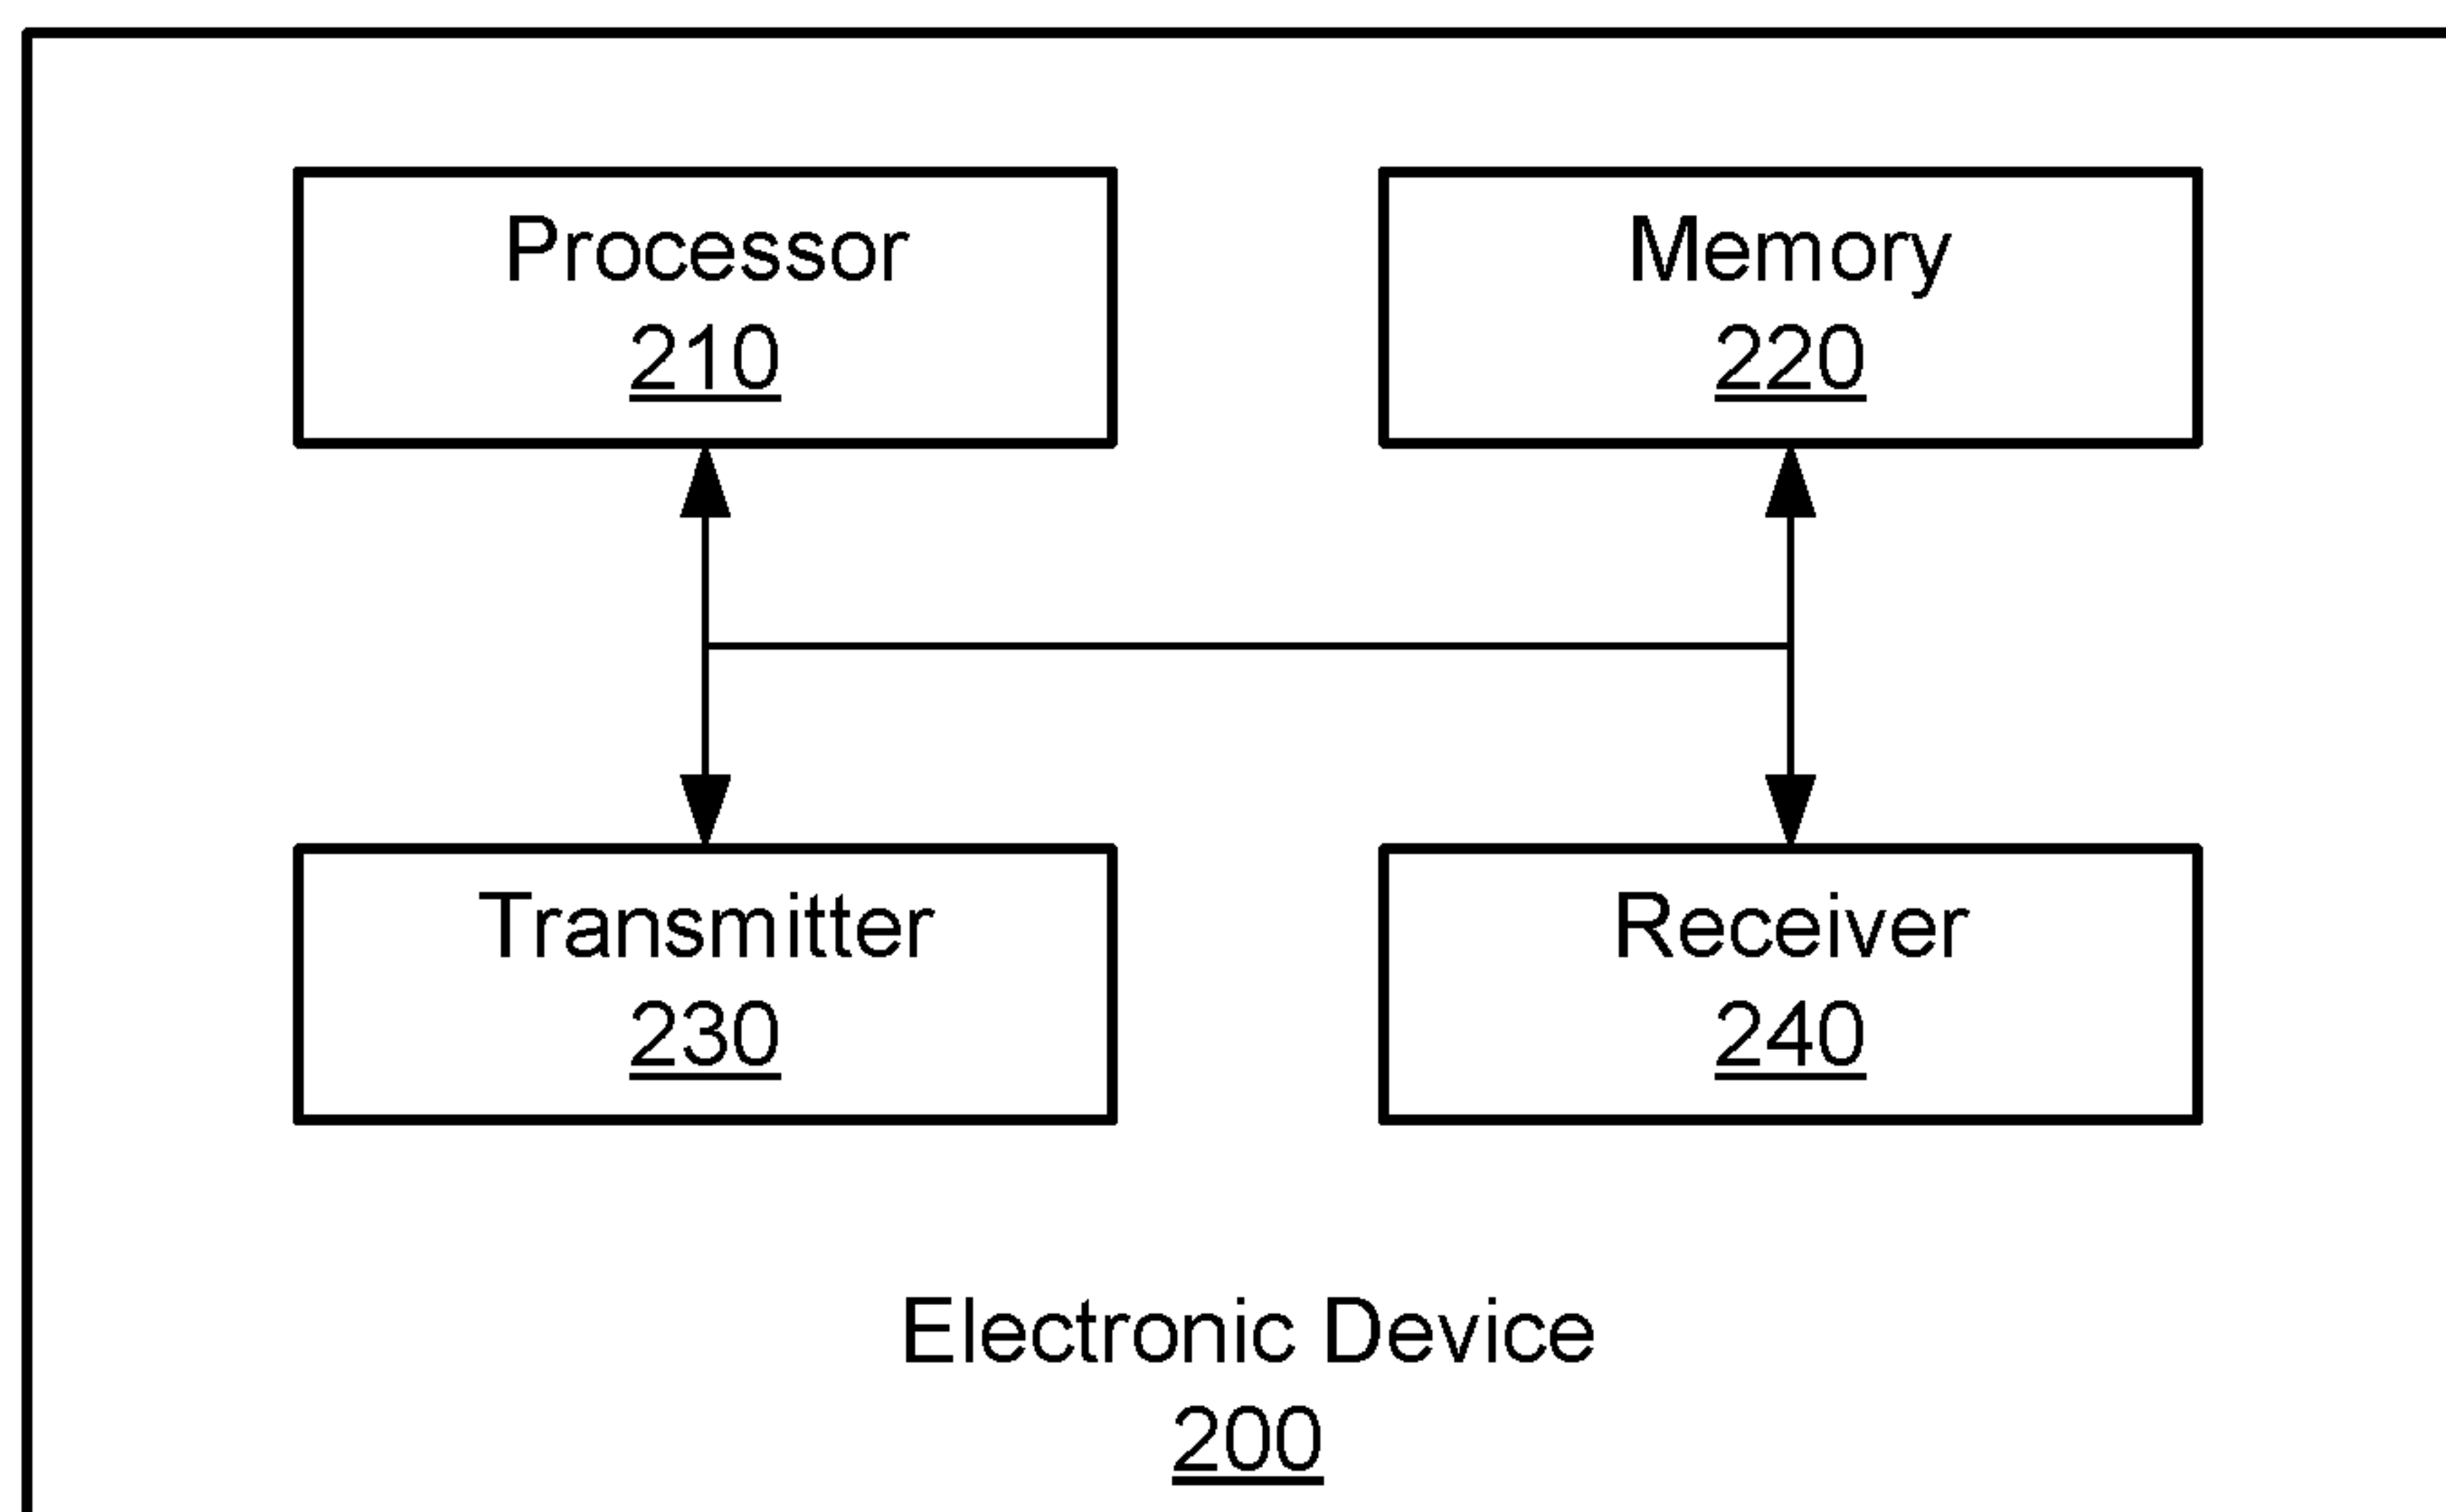 Processor
210
Memory
220
Transmitter
230
Receiver
240
Electronic Device
200